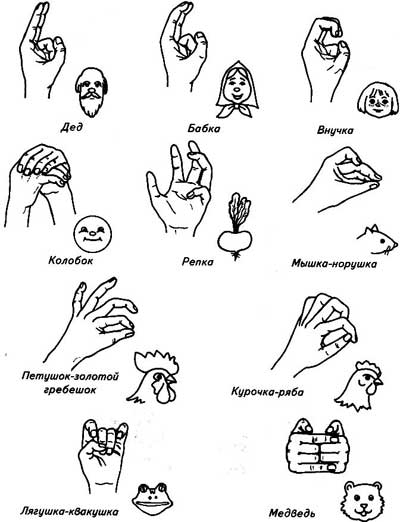 Дед
Бабка
Внучка
Колобок
Репка
Мышка-норушка
Петушок-золотой
гребешок
Курочка-ряба
Лягушка-квакушка
Медведь